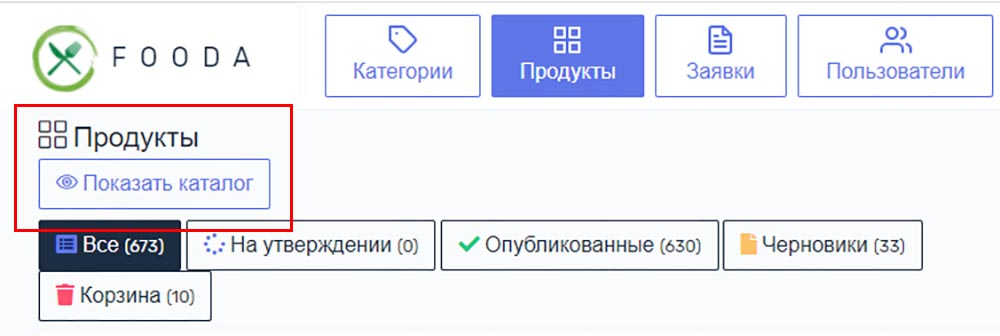 FOODA
Категории
Продукты
Заявки
Пользователи
Продукты
Показать каталог
Все (673) На утверждении (0) Опубликованные (630) Черновики (33)
Корзина (10)